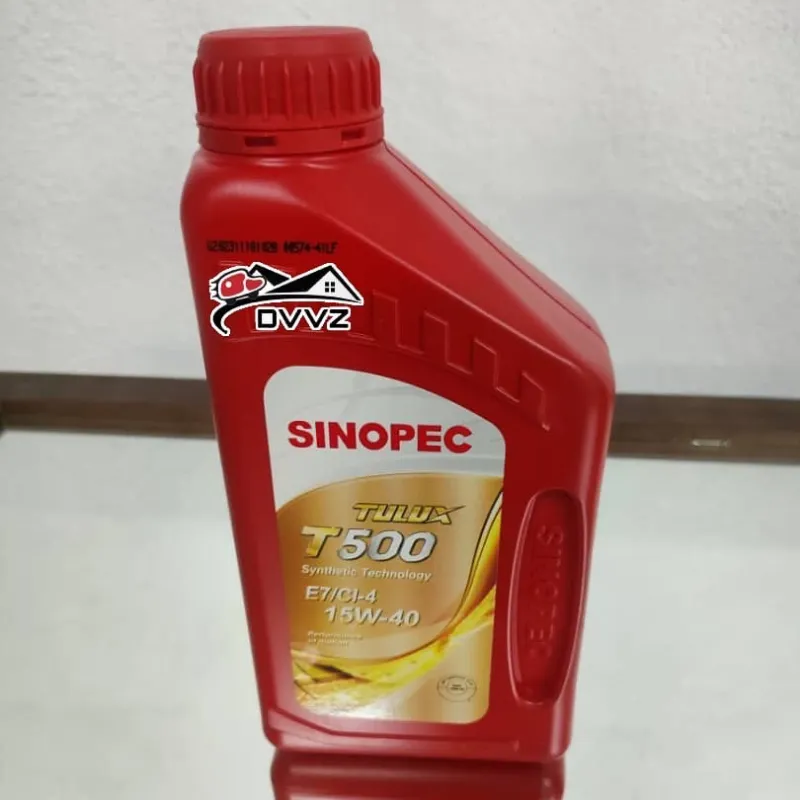 DVVZ
SINOPEC
TULUX
T500
Synthetic Technology
E7/CI-4
15W-40
SINOPEC